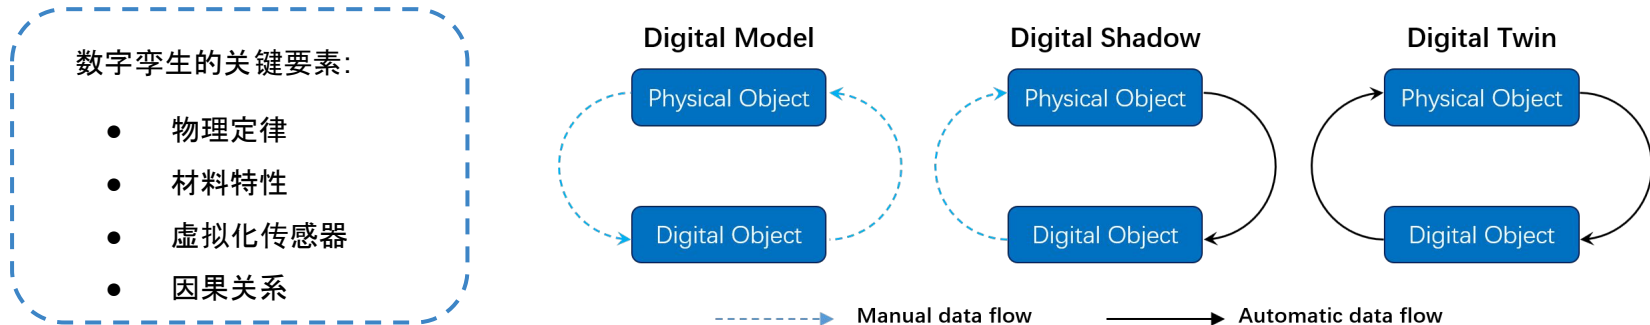 数字孪生的关键要素:
● 物理定律
● 材料特性
● 虚拟化传感器
● 因果关系
Digital Model
Physical Object
Digital Object
Digital Shadow
Physical Object
Digital Object
Digital Twin
Physical Object
Digital Object
Manual data flow
Automatic data flow